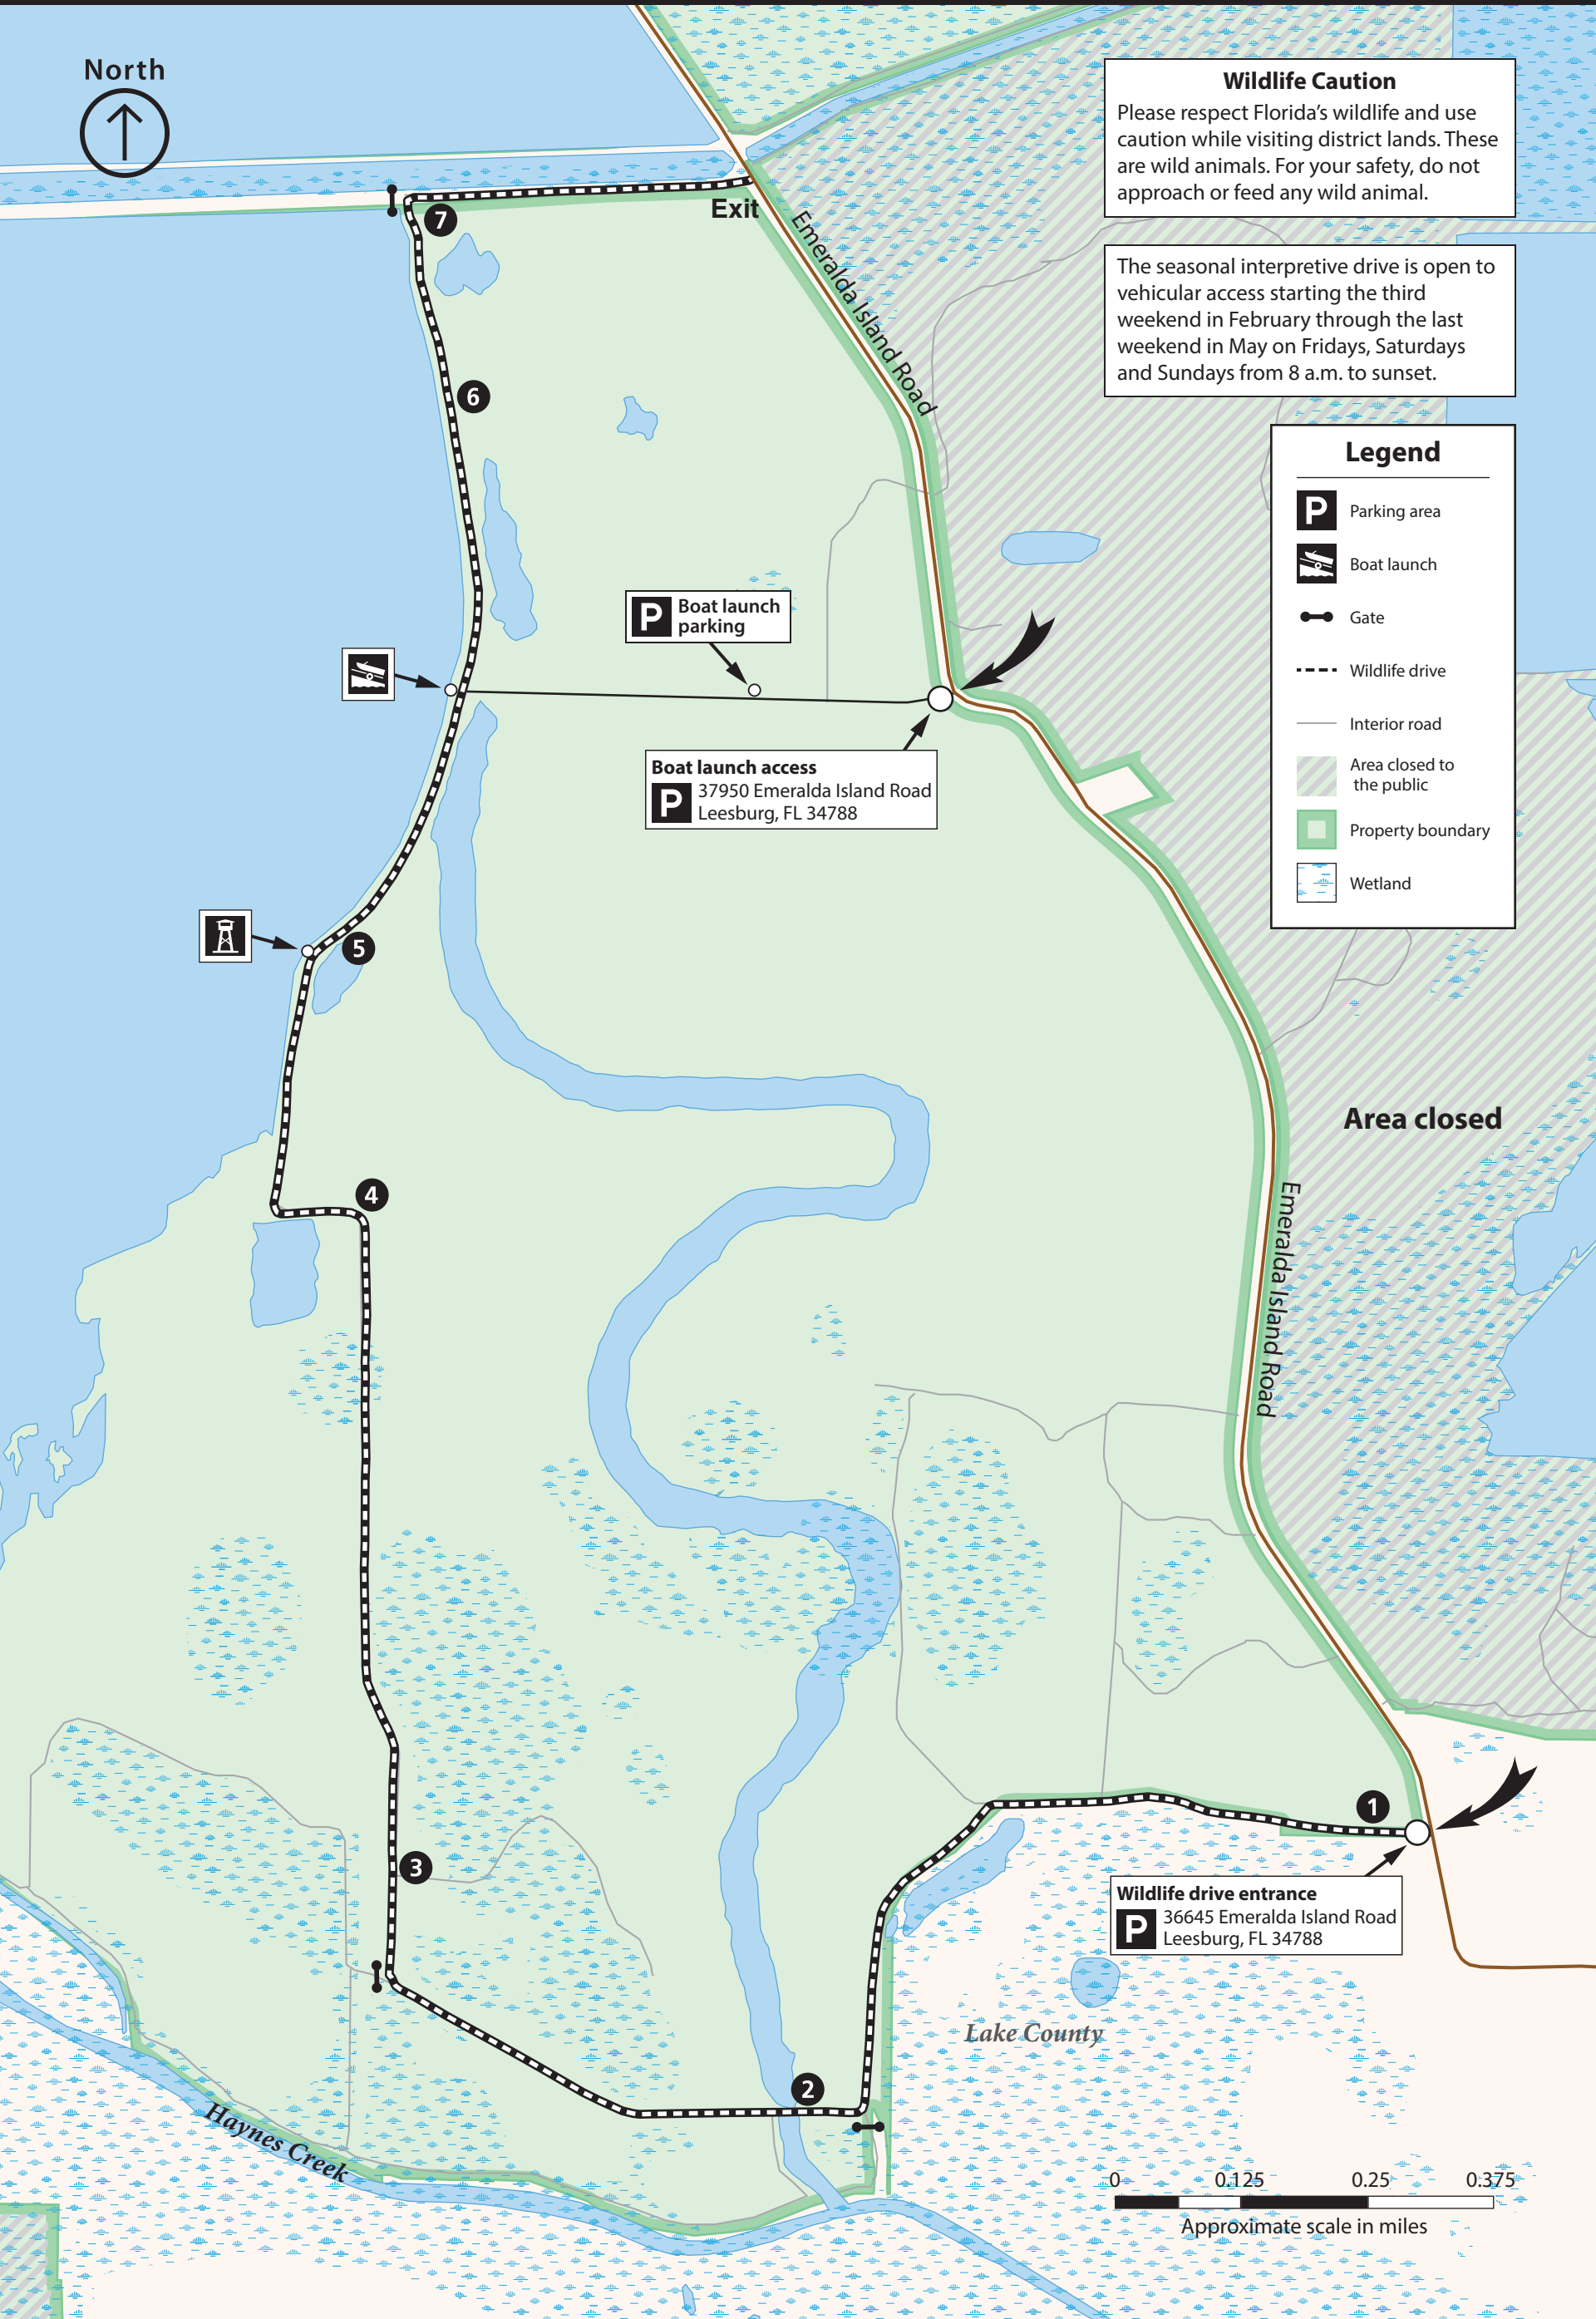 North
Wildlife Caution
Please respect Florida's wildlife and use
caution while visiting district lands. These
are wild animals. For your safety, do not
approach or feed any wild animal.
7
Exit
Emeralda Island Road
The seasonal interpretive drive is open to
vehicular access starting the third
weekend in February through the last
weekend in May on Fridays, Saturdays
and Sundays from 8 a.m. to sunset.
6
Legend
P Parking area
Boat launch
Gate
Wildlife drive
Interior road
Area closed to
the public
Property boundary
Wetland
P Boat launch
parking
Boat launch access
P 37950 Emeralda Island Road
Leesburg, FL 34788
5
Area closed
4
Emeralda Island Road
1
3
Wildlife drive entrance
P 36645 Emeralda Island Road
Leesburg, FL 34788
Lake County
2
Haynes Creek
0 0.125 0.25 0.375
Approximate scale in miles